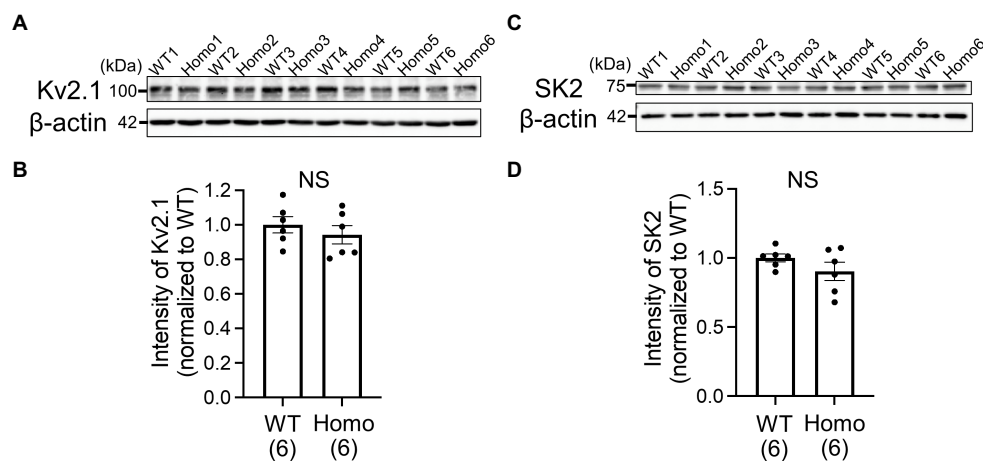 A
WT1 Homo1 WT2 Homo2 WT3 Homo3 WT4 Homo4 WT5 Homo5 WT6 Homo6
(kDa)
Kv2.1 100
β-actin 42
B
NS
Intensity of Kv2.1
(normalized to WT)
1.2
1.0
0.8
0.6
0.4
0.2
0.0
WT Homo
(6) (6)
C
WT1 Homo1 WT2 Homo2 WT3 Homo3 WT4 Homo4 WT5 Homo5 WT6 Homo6
(kDa)
SK2 75
β-actin 42
D
NS
Intensity of SK2
(normalized to WT)
1.5
1.0
0.5
0.0
WT Homo
(6) (6)